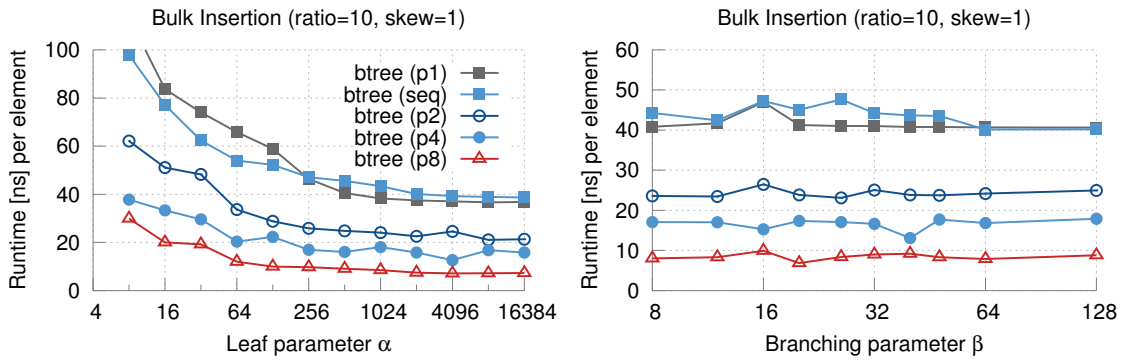 Bulk Insertion (ratio=10, skew=1)
Runtime [ns] per element
100
80
60
40
20
0
btree (p1)
btree (seq)
btree (p2)
btree (p4)
btree (p8)
4 16 64 256 1024 4096 16384
Leaf parameter α
Bulk Insertion (ratio=10, skew=1)
Runtime [ns] per element
60
50
40
30
20
10
0
8 16 32 64 128
Branching parameter β